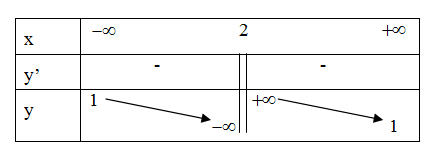 x −∞ 2 +∞
y’ - -
y 1 −∞ +∞ 1